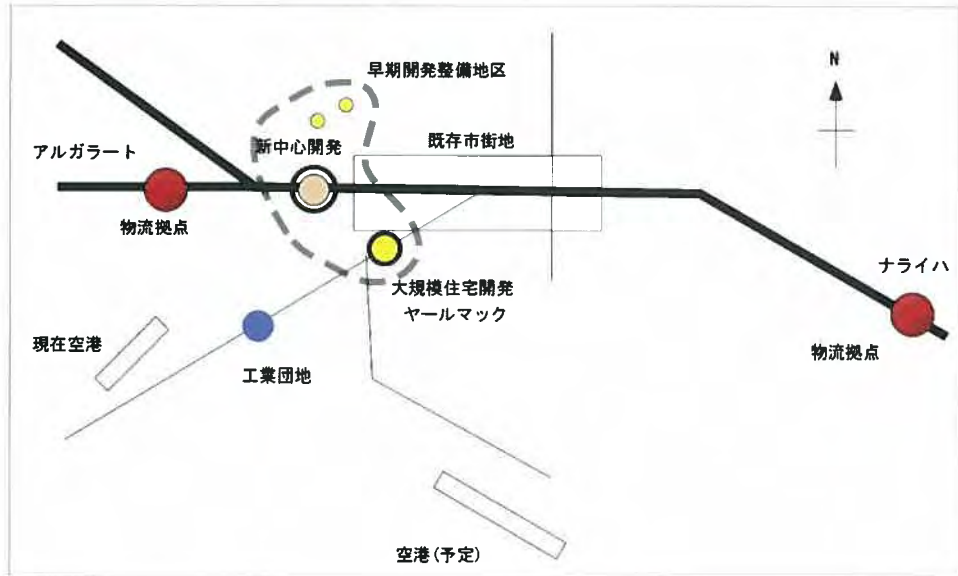 早期開発整備地区
N
新中心開発
既存市街地
アルガラート
物流拠点
ナライハ
大規模住宅開発
ヤールマック
現在空港
物流拠点
工業団地
空港(予定)